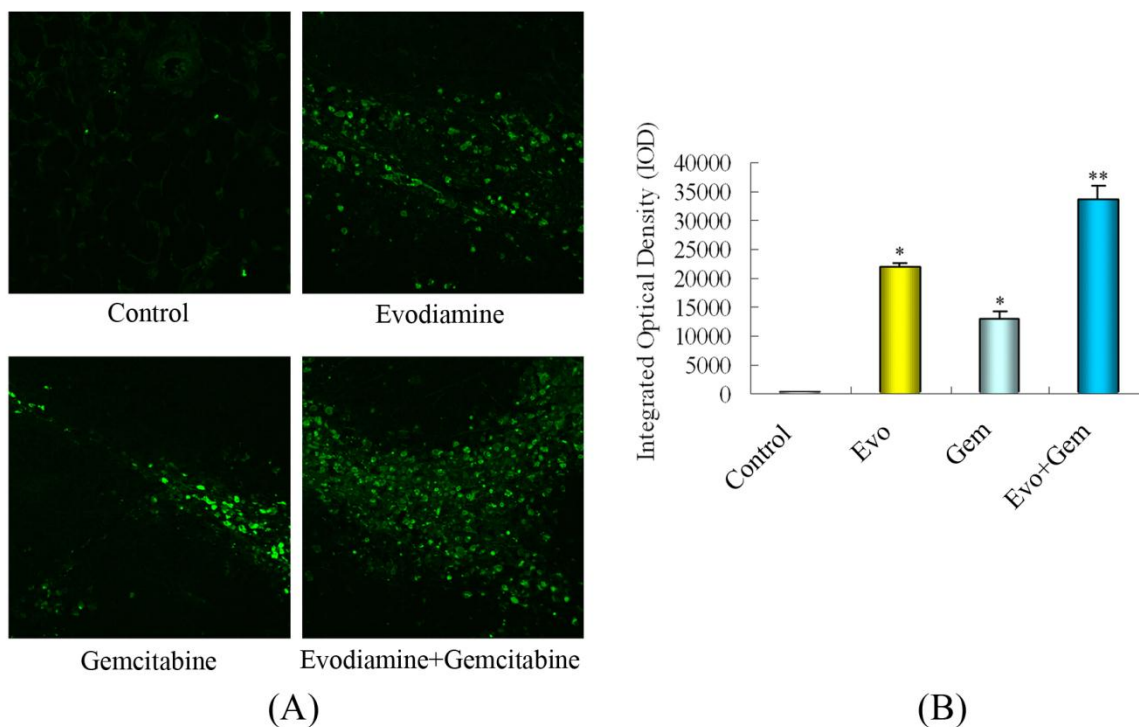 Control
Evodiamine
Gemcitabine
Evodiamine+Gemcitabine
(A)
Integrated Optical Density (IOD)
40000
35000
30000
25000
20000
15000
10000
5000
0
*
*
**
Control
Evo
Gem
Evo+Gem
(B)